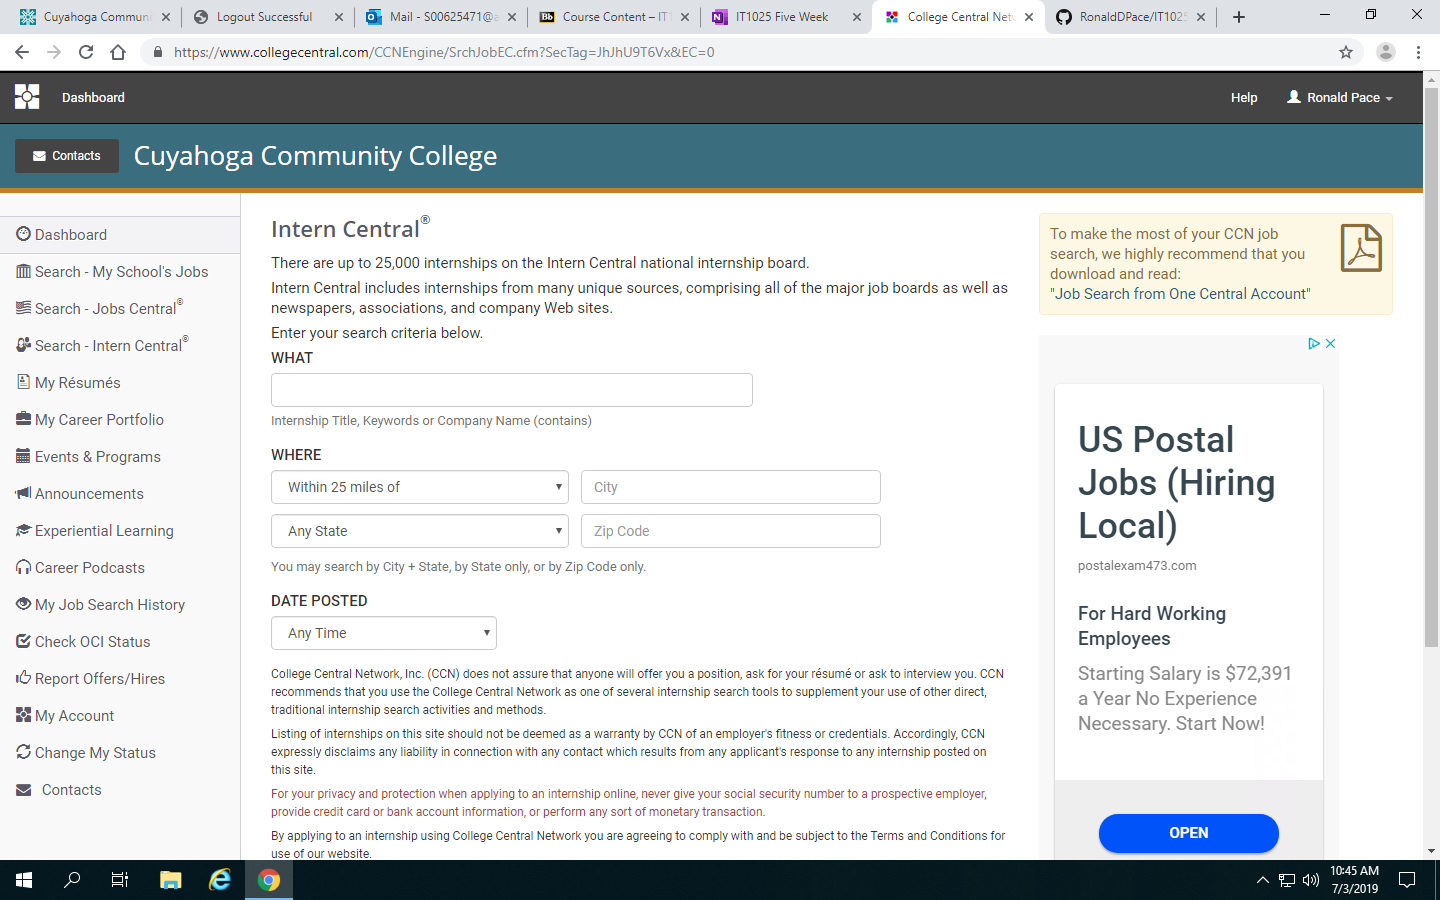 Cuyahoga Communi
Logout Successful
Mail - S00625471@a
Course Content – IT1
IT1025 Five Week
College Central Netw
RonaldDPace/IT1025
https://www.collegecentral.com/CCNEngine/SrchJobEC.cfm?SecTag=JhJhU9T6Vx&EC=0
Dashboard
Help
Ronald Pace
Contacts
Cuyahoga Community College
Dashboard
Search - My School's Jobs
Search - Jobs Central®
Search - Intern Central®
My Résumés
My Career Portfolio
Events & Programs
Announcements
Experiential Learning
Career Podcasts
My Job Search History
Check OCI Status
Report Offers/Hires
My Account
Change My Status
Contacts
Intern Central®
There are up to 25,000 internships on the Intern Central national internship board.
Intern Central includes internships from many unique sources, comprising all of the major job boards as well as
newspapers, associations, and company Web sites.
Enter your search criteria below.
WHAT
Internship Title, Keywords or Company Name (contains)
WHERE
Within 25 miles of
City
Any State
Zip Code
You may search by City + State, by State only, or by Zip Code only.
DATE POSTED
Any Time
College Central Network, Inc. (CCN) does not assure that anyone will offer you a position, ask for your résumé or ask to interview you. CCN
recommends that you use the College Central Network as one of several internship search tools to supplement your use of other direct,
traditional internship search activities and methods.
Listing of internships on this site should not be deemed as a warranty by CCN of an employer's fitness or credentials. Accordingly, CCN
expressly disclaims any liability in connection with any contact which results from any applicant's response to any internship posted on
this site.
For your privacy and protection when applying to an internship online, never give your social security number to a prospective employer,
provide credit card or bank account information, or perform any sort of monetary transaction.
By applying to an internship using College Central Network you are agreeing to comply with and be subject to the Terms and Conditions for
use of our website.
To make the most of your CCN job
search, we highly recommend that you
download and read:
"Job Search from One Central Account"
US Postal
Jobs (Hiring
Local)
postalexam473.com
For Hard Working
Employees
Starting Salary is $72,391
a Year No Experience
Necessary. Start Now!
OPEN
10:45 AM
7/3/2019